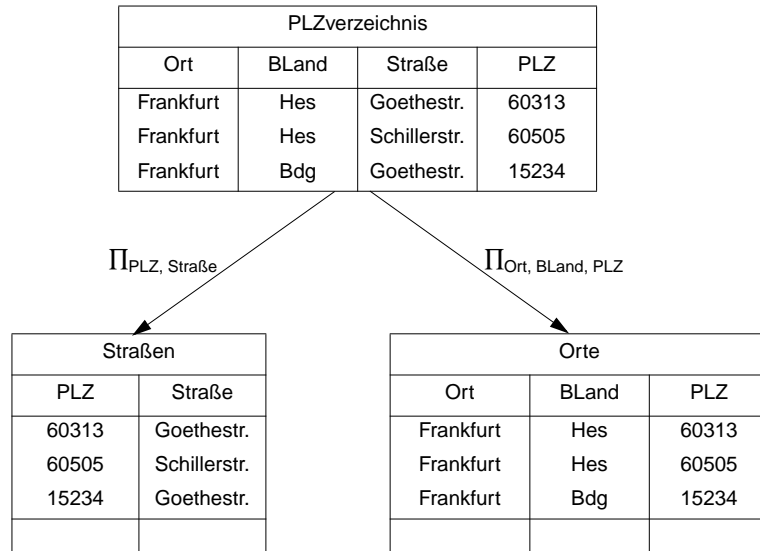 PLZverzeichnis
Ort BLand Straße PLZ
Frankfurt Hes Goethestr. 60313
Frankfurt Hes Schillerstr. 60505
Frankfurt Bdg Goethestr. 15234
Π PLZ, Straße
Π Ort, BLand, PLZ
Straßen
PLZ Straße
60313 Goethestr.
60505 Schillerstr.
15234 Goethestr.
Orte
Ort BLand PLZ
Frankfurt Hes 60313
Frankfurt Hes 60505
Frankfurt Bdg 15234